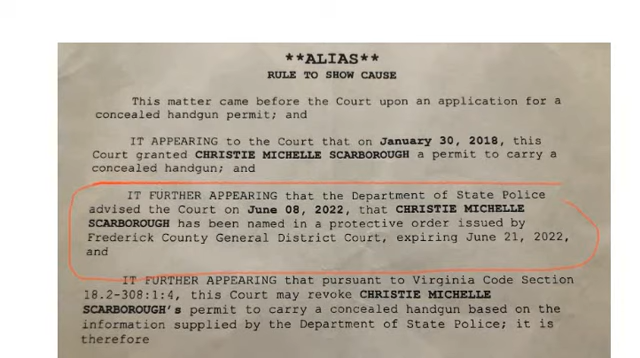 **ALIAS**
RULE TO SHOW CAUSE
This matter came before the Court upon an application for a
concealed handgun permit; and
IT APPEARING to the Court that on January 30, 2018, this
Court granted CHRISTIE MICHELLE SCARBOROUGH a permit to carry a
concealed handgun; and
IT FURTHER APPEARING that the Department of State Police
advised the Court on June 08, 2022, that CHRISTIE MICHELLE
SCARBOROUGH has been named in a protective order issued by
Frederick County General District Court, expiring June 21, 2022,
and
IT FURTHER APPEARING that pursuant to Virginia Code Section
18.2-308:1:4, this Court may revoke CHRISTIE MICHELLE
SCARBOROUGH's permit to carry a concealed handgun based on the
information supplied by the Department of State Police; it is
therefore